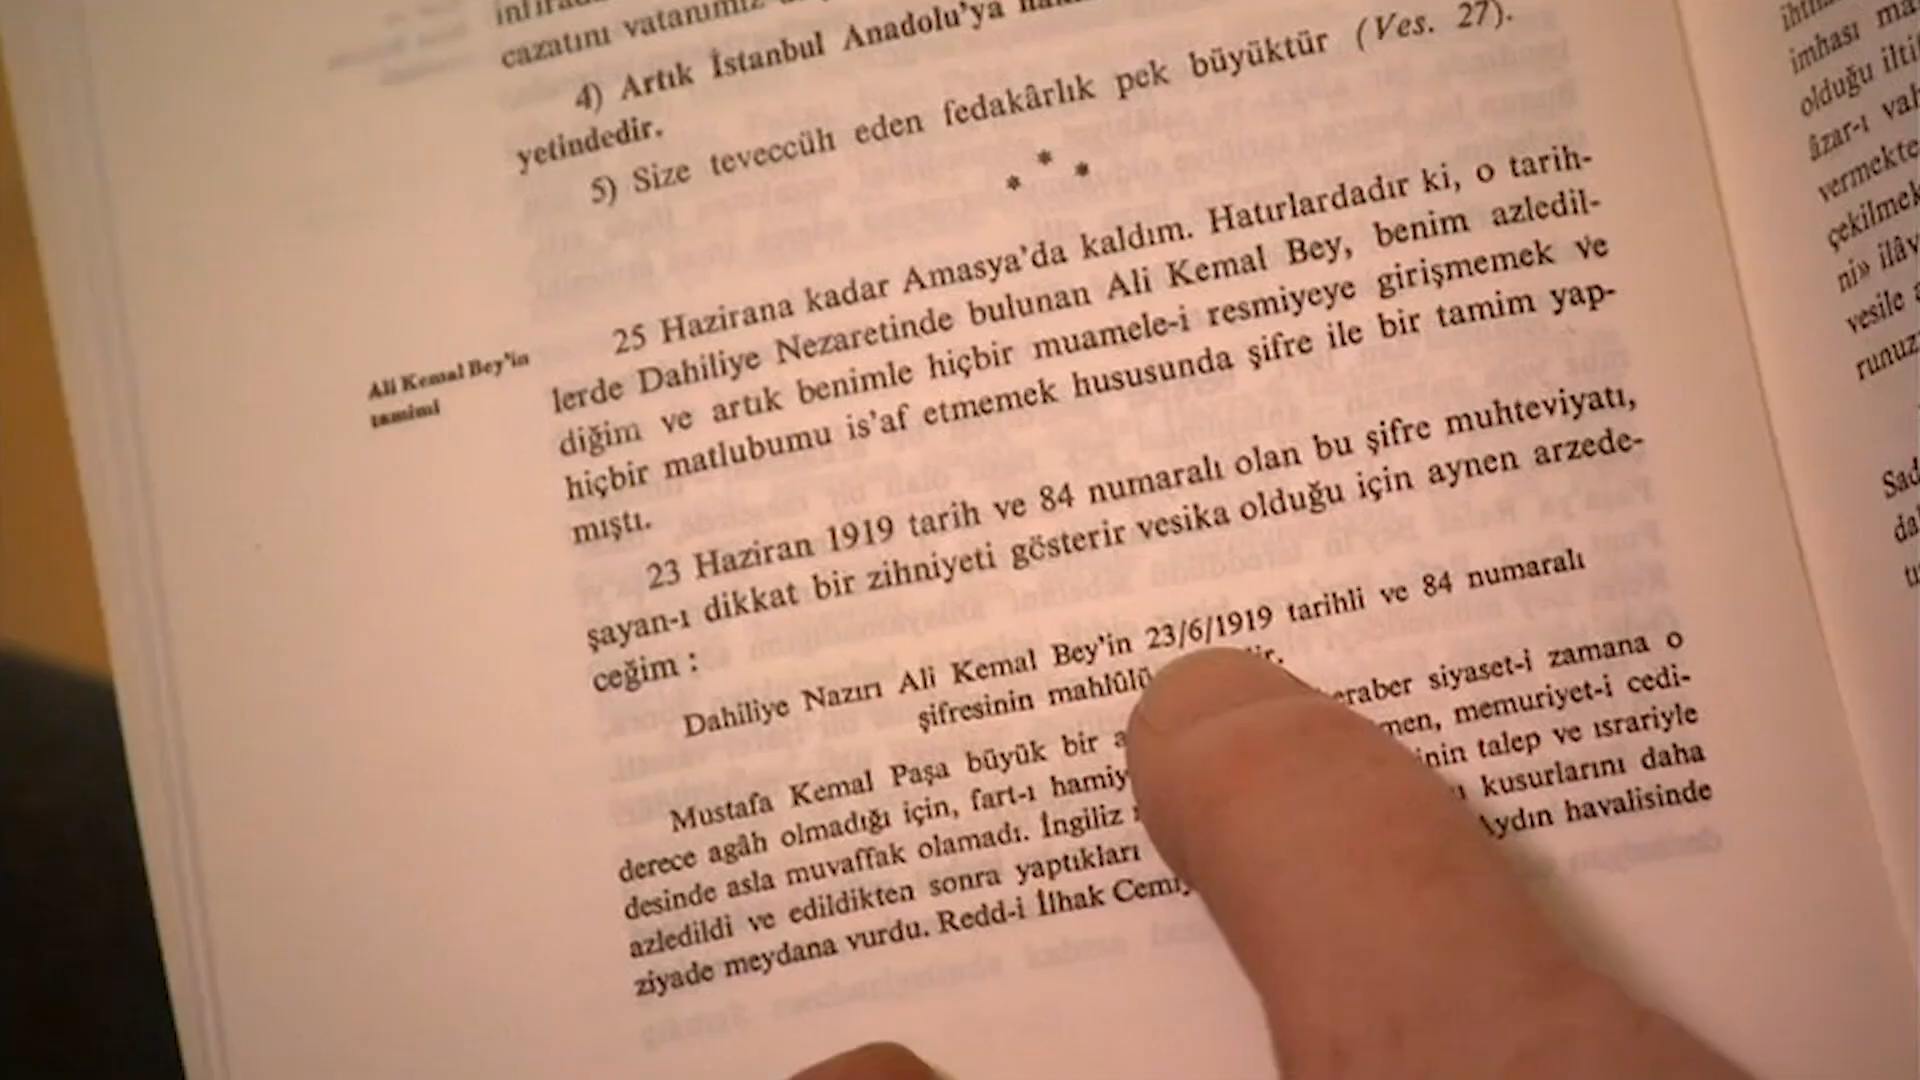 cazatını vatanımız
4) Artık İstanbul Anadolu'ya
yetindedir.
5) Size teveccüh eden fedakârlık pek büyüktür (Ves. 27).
* * *
25 Hazirana kadar Amasya'da kaldım. Hatırlardadır ki, o tarih-
lerde Dahiliye Nezaretinde bulunan Ali Kemal Bey, benim azledil-
diğim ve artık benimle hiçbir muamele-i resmiyeye girişmemek ve
hiçbir matlubumu is'af etmemek hususunda şifre ile bir tamim yap-
mıştı.
Ali Kemal Bey'in
tamimi
23 Haziran 1919 tarih ve 84 numaralı olan bu şifre muhteviyatı,
şayan-ı dikkat bir zihniyeti gösterir vesika olduğu için aynen arzede-
ceğim :
Dahiliye Nazırı Ali Kemal Bey'in 23/6/1919 tarihli ve 84 numaralı
şifresinin mahlûlü
Mustafa Kemal Paşa büyük bir siyaset-i zamana o
derece agâh olmadığı için, fart-ı memuriyet-i cedi-
desinde asla muvaffak olamadı. İngiliz talep ve ısrariyle
azledildi ve edildikten sonra yaptıkları kusurlarını daha
ziyade meydana vurdu. Redd-i İlhak Aydın havalisinde
imhası
olduğu
âzar-ı
vermekte
çekilmek
ni»
vesile